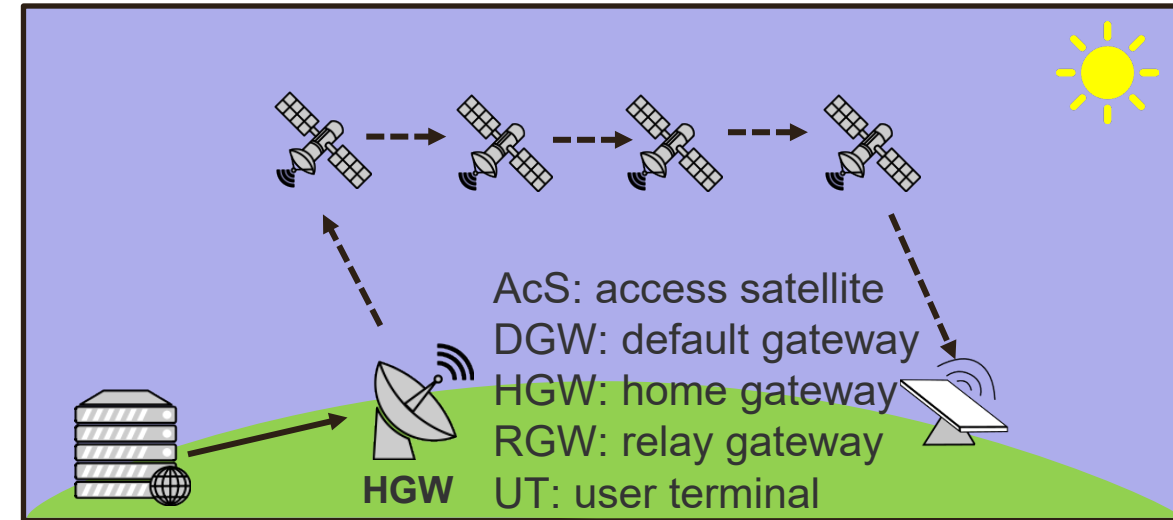 AcS: access satellite
DGW: default gateway
HGW: home gateway
RGW: relay gateway
HGW
UT: user terminal